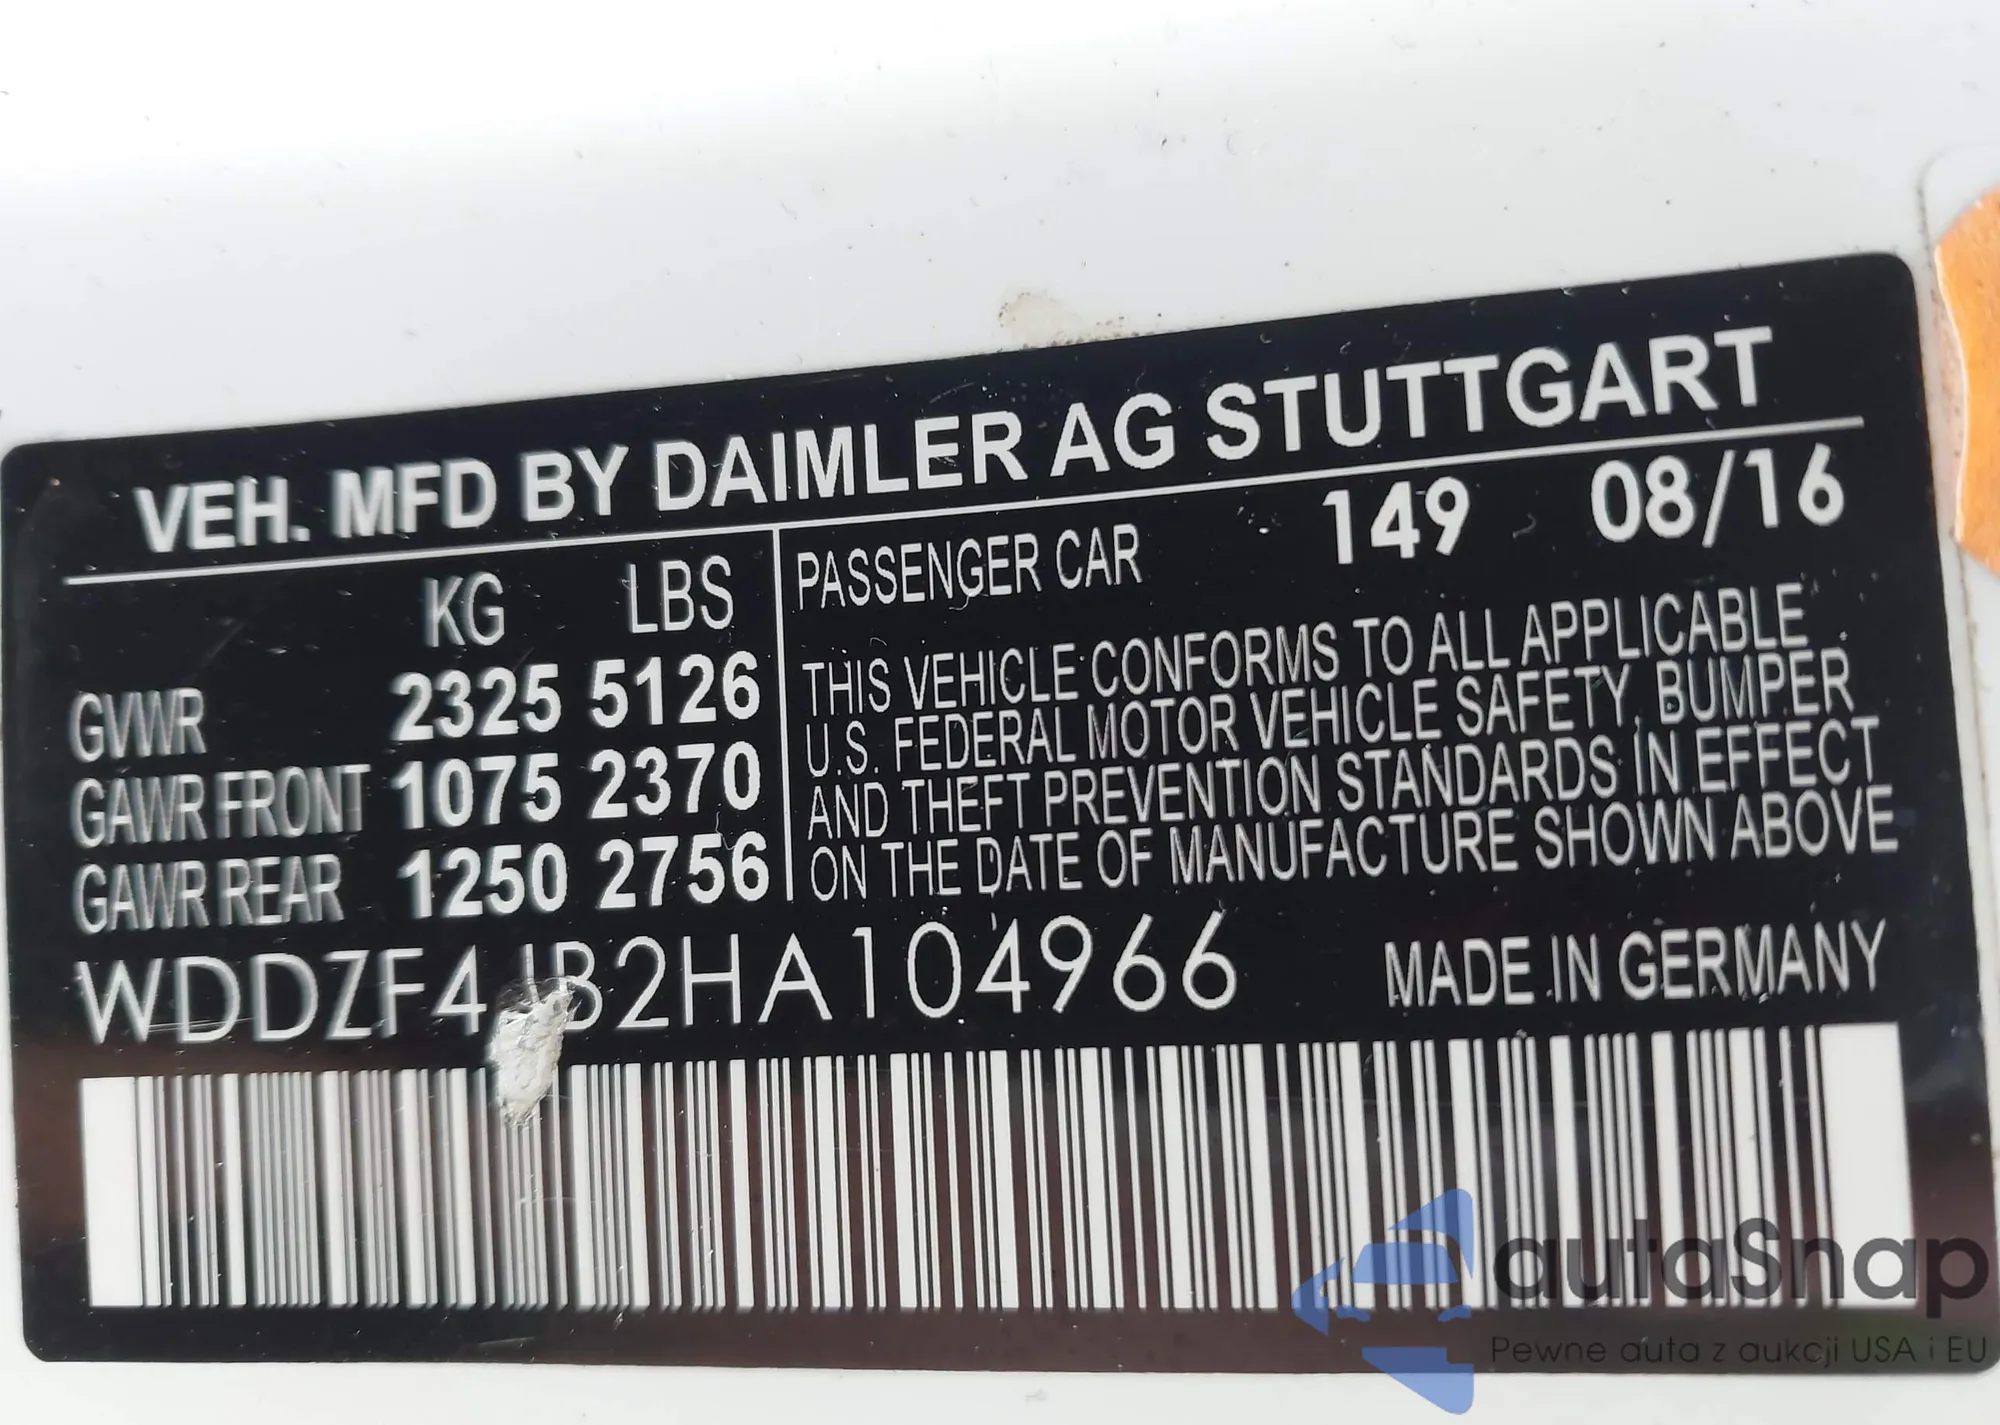 VEH. MFD BY DAIMLER AG STUTTGART
KG LBS
GVWR 2325 5126
GAWR FRONT 1075 2370
GAWR REAR 1250 2756
PASSENGER CAR 149 08/16
THIS VEHICLE CONFORMS TO ALL APPLICABLE
U.S. FEDERAL MOTOR VEHICLE SAFETY, BUMPER
AND THEFT PREVENTION STANDARDS IN EFFECT
ON THE DATE OF MANUFACTURE SHOWN ABOVE
WDDZF4JB2HA104966 MADE IN GERMANY
autaSnap
Pewne auta z aukcji USA i EU